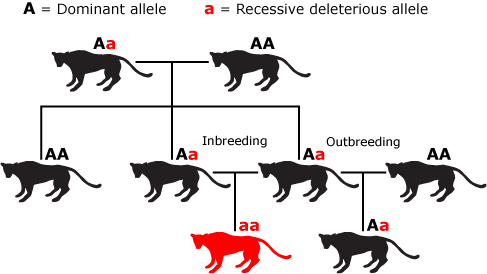 A = Dominant allele
a = Recessive deleterious allele
Aa
AA
Inbreeding
Outbreeding
AA
Aa
Aa
AA
aa
Aa